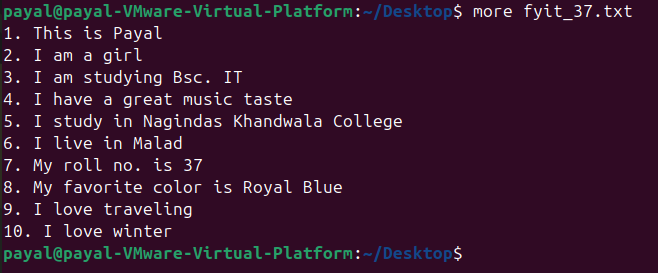 payal@payal-VMware-Virtual-Platform:~/Desktop$ more fyit_37.txt
1. This is Payal
2. I am a girl
3. I am studying Bsc. IT
4. I have a great music taste
5. I study in Nagindas Khandwala College
6. I live in Malad
7. My roll no. is 37
8. My favorite color is Royal Blue
9. I love traveling
10. I love winter
payal@payal-VMware-Virtual-Platform:~/Desktop$